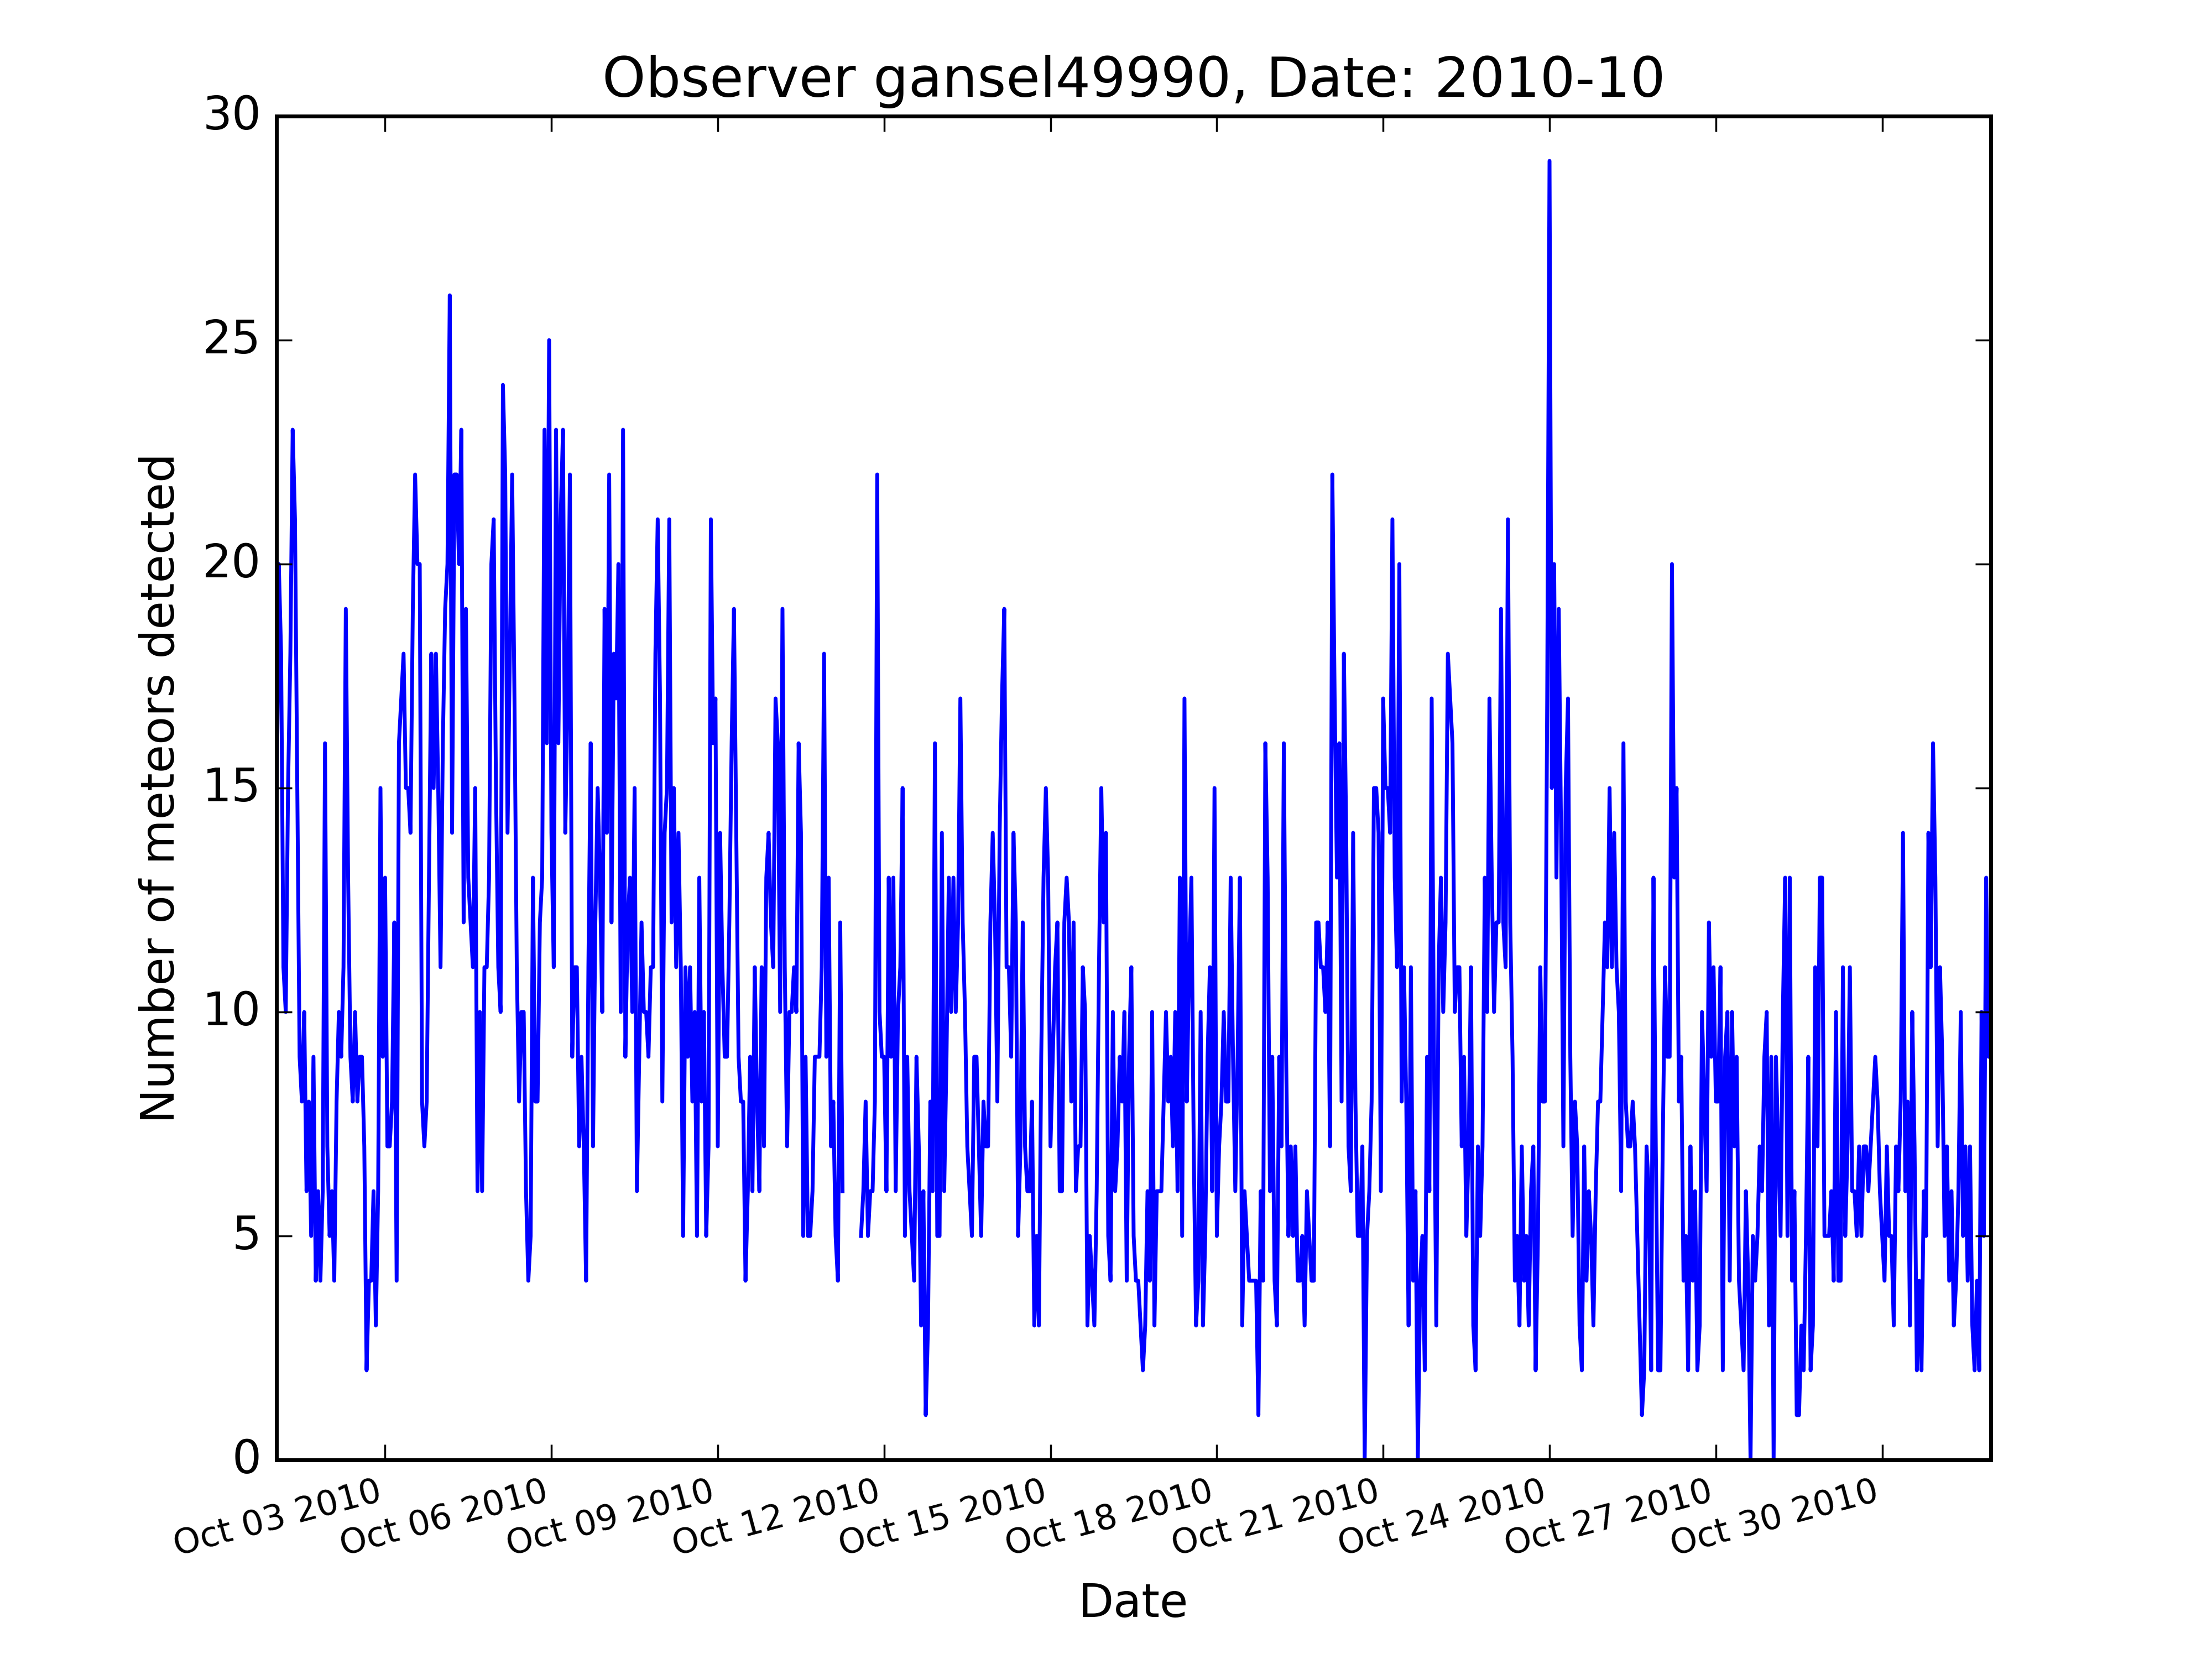 Observer gansel49990, Date: 2010-10
30
25
20
15
10
5
0
Number of meteors detected
Oct 03 2010
Oct 06 2010
Oct 09 2010
Oct 12 2010
Oct 15 2010
Oct 18 2010
Oct 21 2010
Oct 24 2010
Oct 27 2010
Oct 30 2010
Date